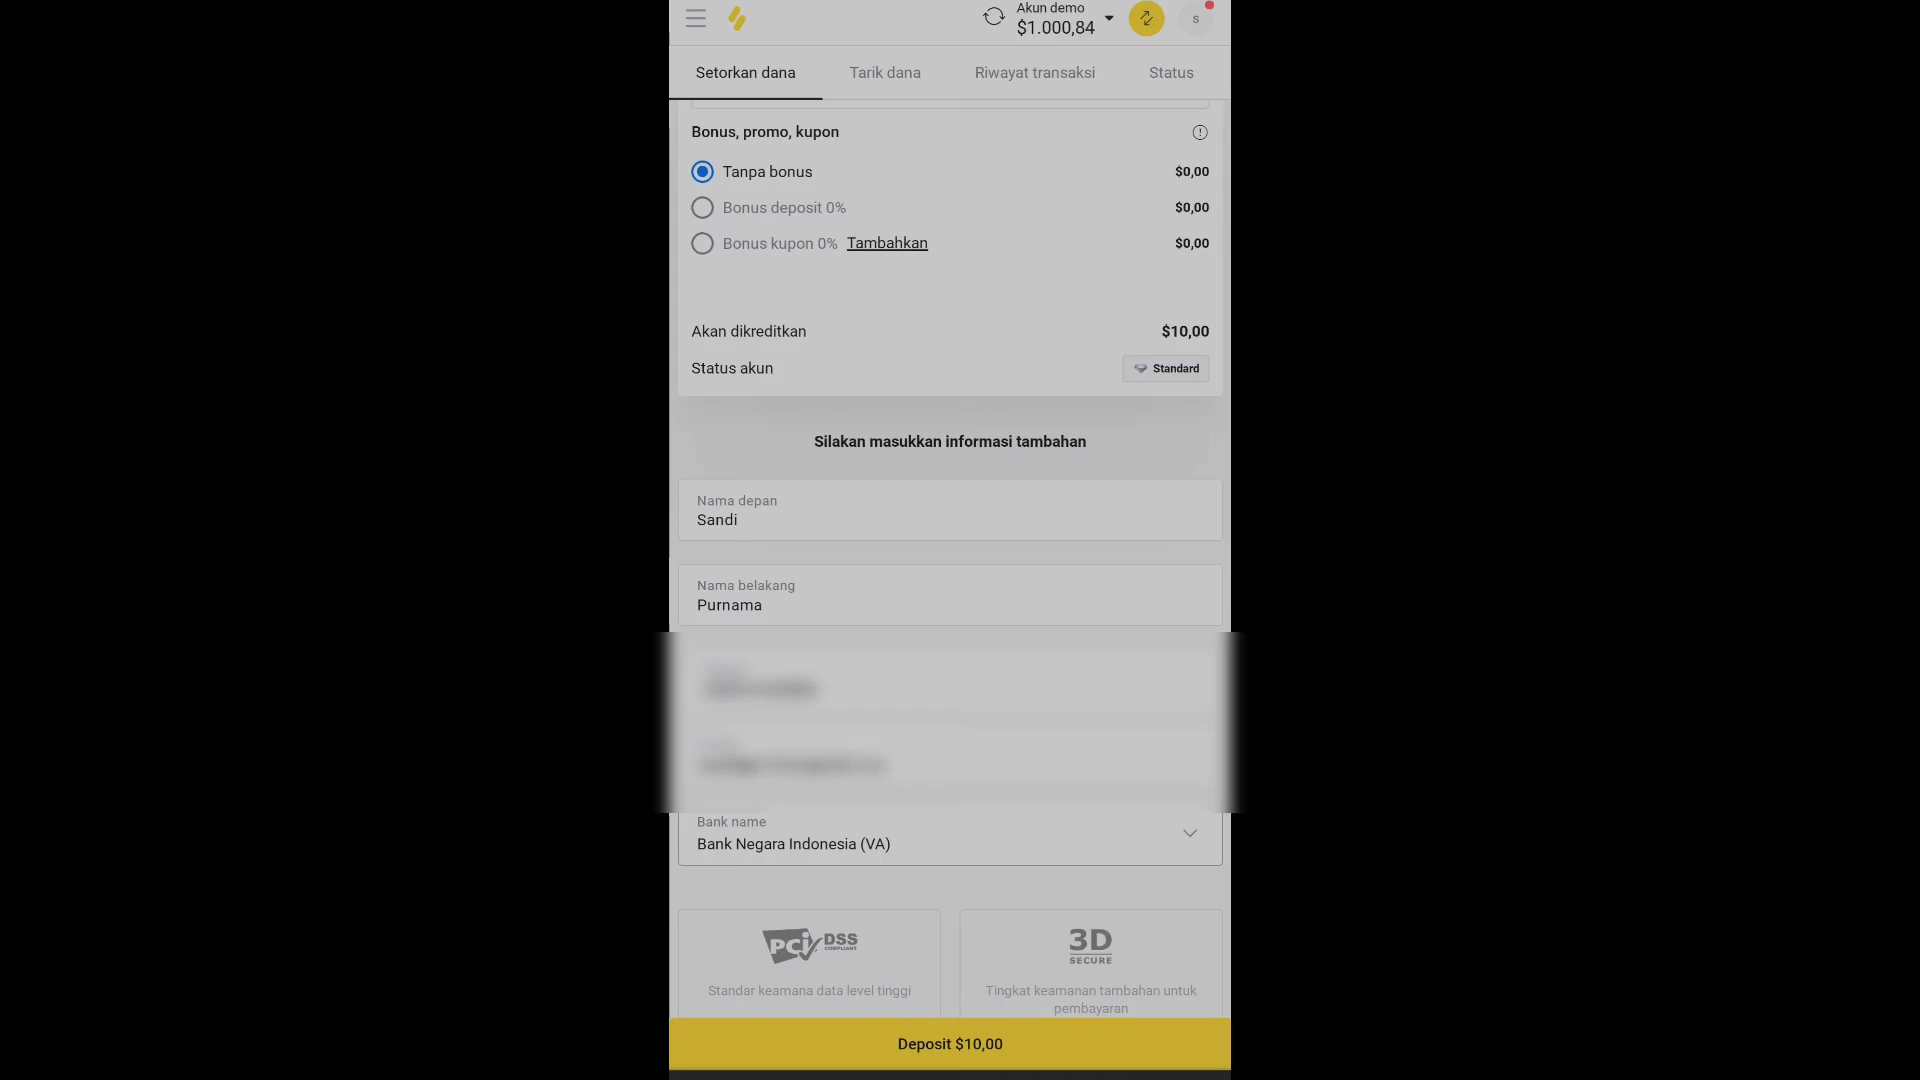 Akun demo
$1.000,84
s
Setorkan dana
Tarik dana
Riwayat transaksi
Status
Bonus, promo, kupon
Tanpa bonus $0,00
Bonus deposit 0% $0,00
Bonus kupon 0% Tambahkan $0,00
Akan dikreditkan $10,00
Status akun Standard
Silakan masukkan informasi tambahan
Nama depan
Sandi
Nama belakang
Purnama
Bank name
Bank Negara Indonesia (VA)
PCI DSS
COMPLIANT
Standar keamana data level tinggi
3D
SECURE
Tingkat keamanan tambahan untuk
pembayaran
Deposit $10,00